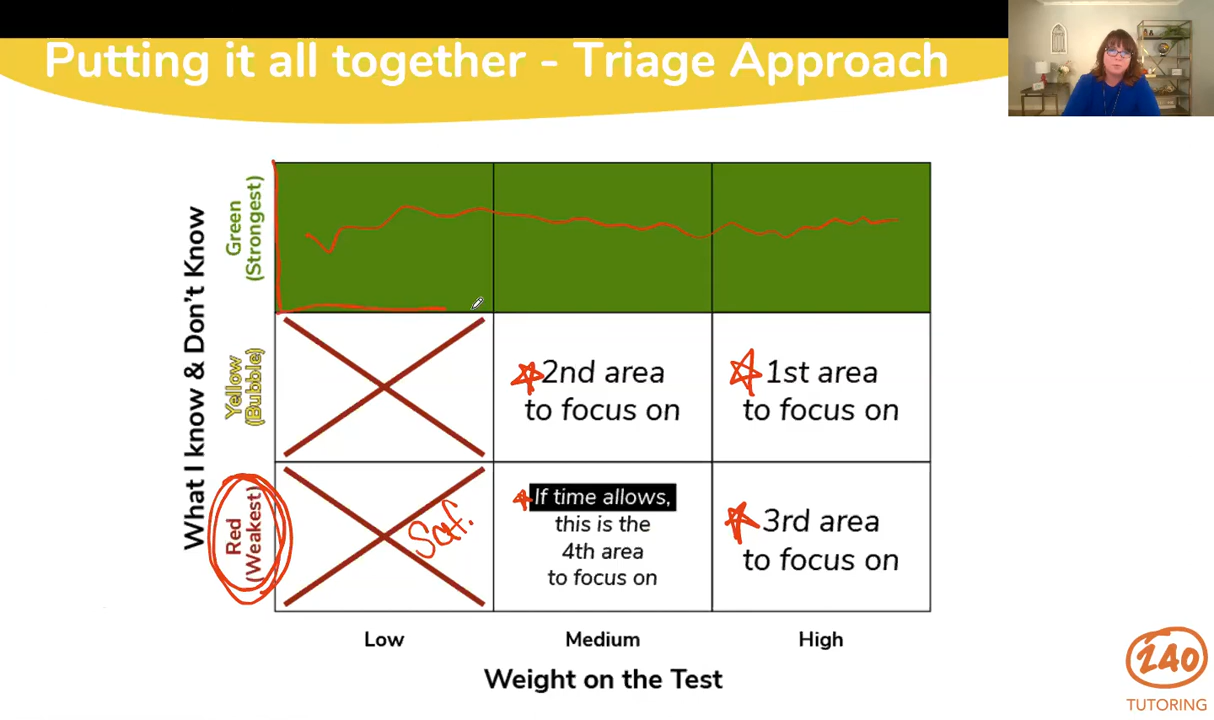 Putting it all together - Triage Approach
What I know & Don't Know
Green
(Strongest)
Yellow
(Bubble)
2nd area
to focus on
1st area
to focus on
Red
(Weakest)
If time allows,
this is the
4th area
to focus on
3rd area
to focus on
Low
Medium
High
Weight on the Test
240
TUTORING